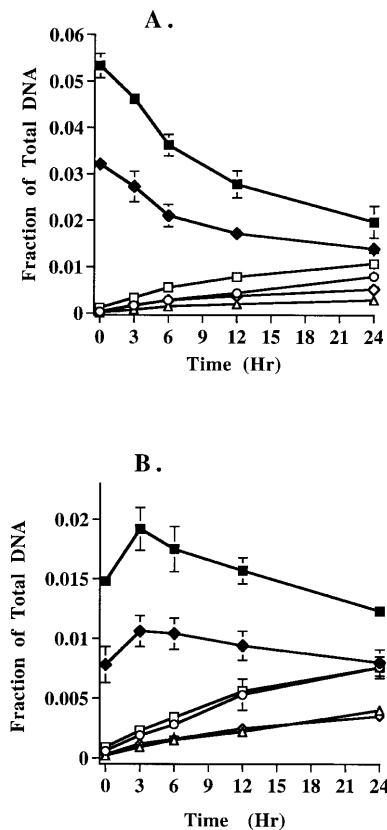 A .
Fraction of Total DNA
0.06
0.05
0.04
0.03
0.02
0.01
0
0 3 6 9 12 15 18 21 24
Time (Hr)
B .
Fraction of Total DNA
0.02
0.015
0.01
0.005
0
0 3 6 9 12 15 18 21 24
Time (Hr)